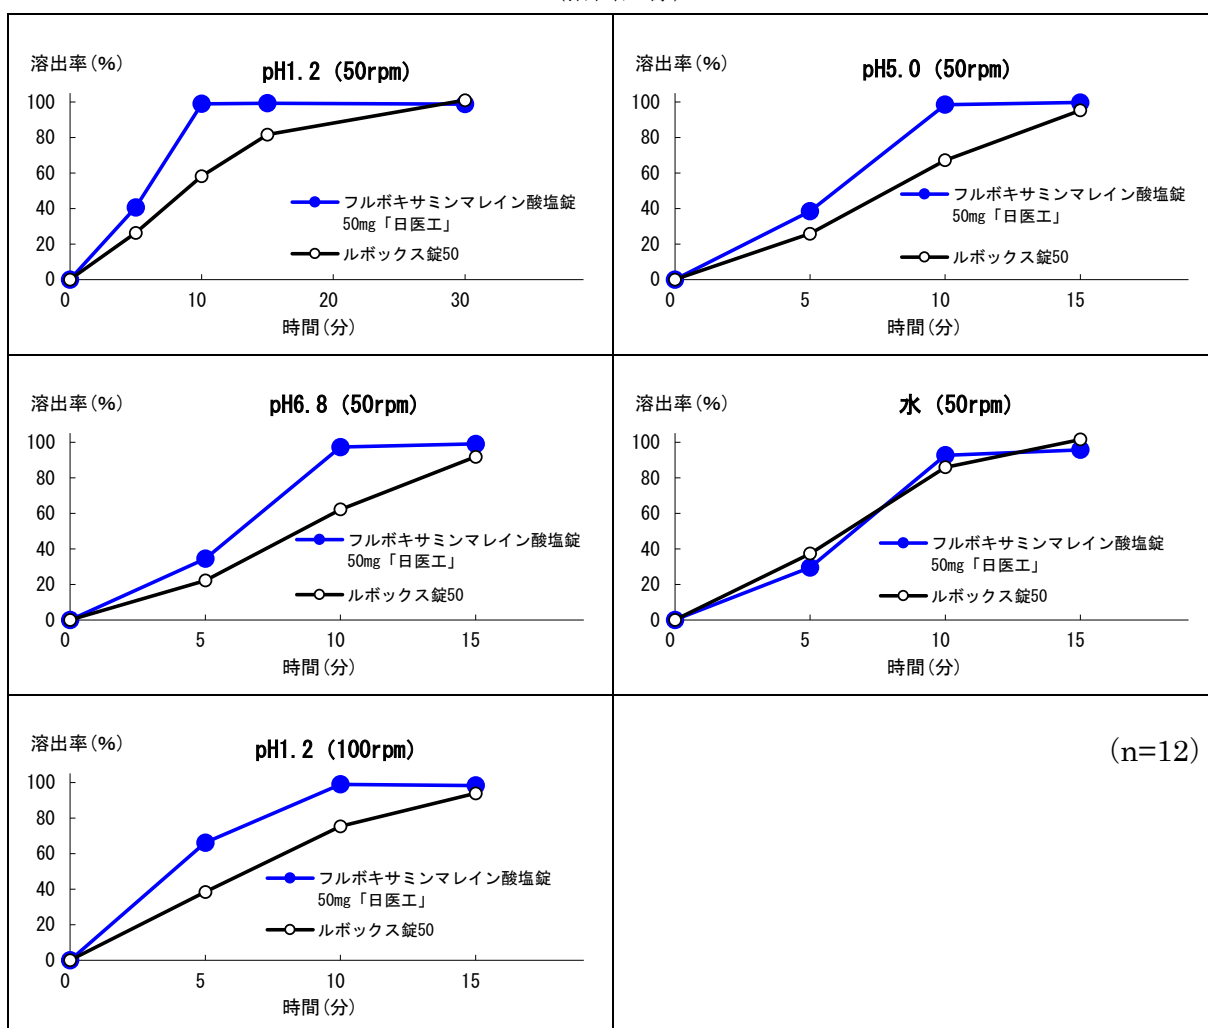 溶出率(%)
pH1.2 (50rpm)
100
80
60
40
20
0
フルボキサミンマレイン酸塩錠
50mg「日医工」
ルボックス錠50
0
10
20
30
時間(分)
溶出率(%)
pH5.0 (50rpm)
100
80
60
40
20
0
フルボキサミンマレイン酸塩錠
50mg「日医工」
ルボックス錠50
0
5
10
15
時間(分)
溶出率(%)
pH6.8 (50rpm)
100
80
60
40
20
0
フルボキサミンマレイン酸塩錠
50mg「日医工」
ルボックス錠50
0
5
10
15
時間(分)
溶出率(%)
水 (50rpm)
100
80
60
40
20
0
フルボキサミンマレイン酸塩錠
50mg「日医工」
ルボックス錠50
0
5
10
15
時間(分)
溶出率(%)
pH1.2 (100rpm)
100
80
60
40
20
0
フルボキサミンマレイン酸塩錠
50mg「日医工」
ルボックス錠50
0
5
10
15
時間(分)
(n=12)